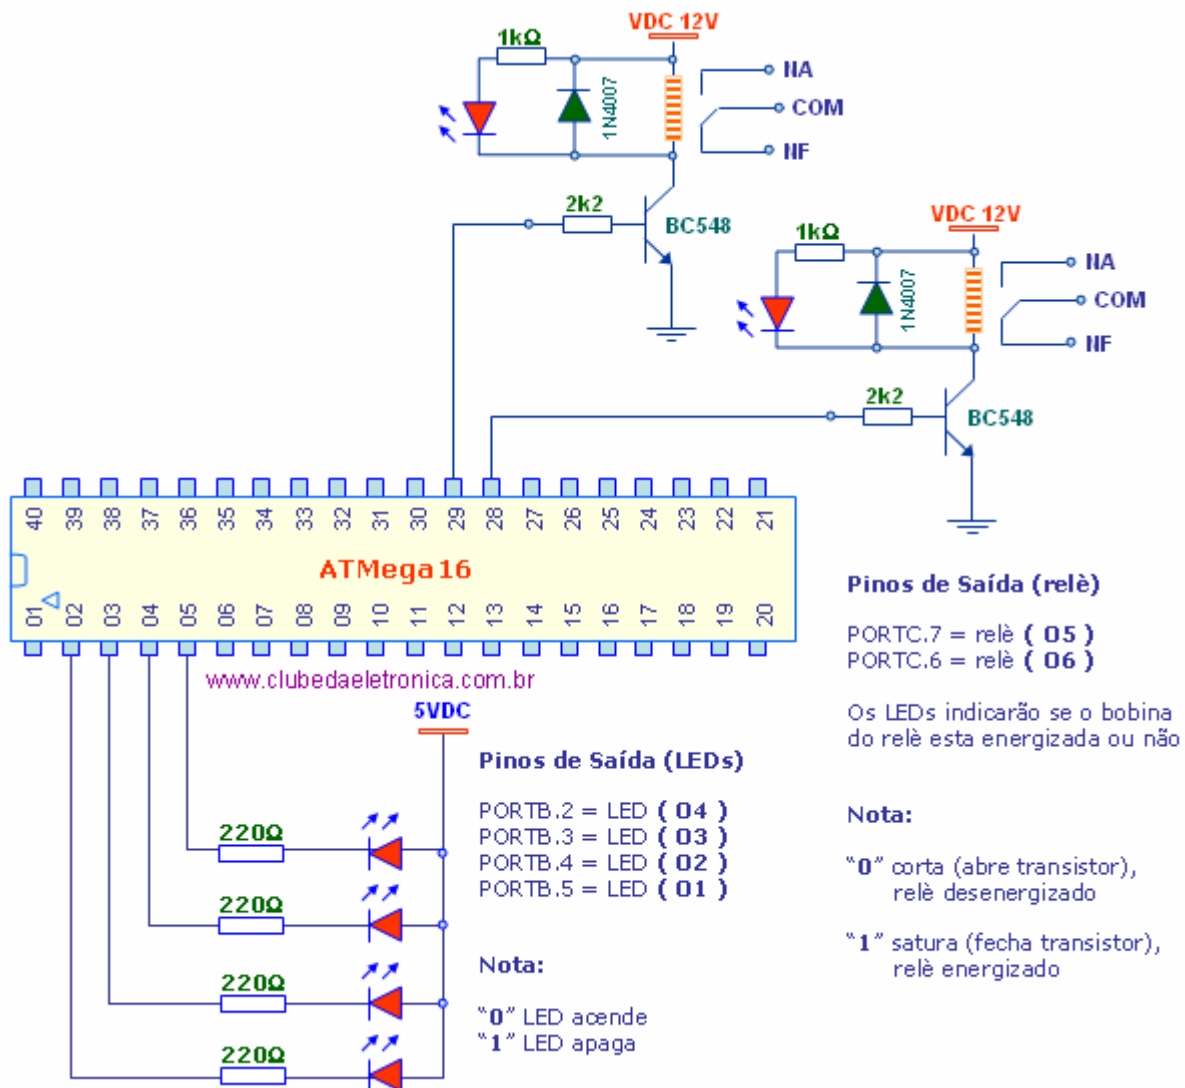 VDC 12V
1kΩ
1N4007
NA
COM
NF
2k2
BC548
VDC 12V
1kΩ
1N4007
NA
COM
NF
2k2
BC548
40 39 38 37 36 35 34 33 32 31 30 29 28 27 26 25 24 23 22 21
ATMega16
01 02 03 04 05 06 07 08 09 10 11 12 13 14 15 16 17 18 19 20
www.clubedaeletronica.com.br
5VDC
220Ω
220Ω
220Ω
220Ω
Pinos de Saída (LEDs)
PORTB.2 = LED ( 04 )
PORTB.3 = LED ( 03 )
PORTB.4 = LED ( 02 )
PORTB.5 = LED ( 01 )
Nota:
"0" LED acende
"1" LED apaga
Pinos de Saída (relè)
PORTC.7 = relè ( 05 )
PORTC.6 = relè ( 06 )
Os LEDs indicarão se o bobina
do relè esta energizada ou não
Nota:
"0" corta (abre transistor),
relè desenergizado
"1" satura (fecha transistor),
relè energizado